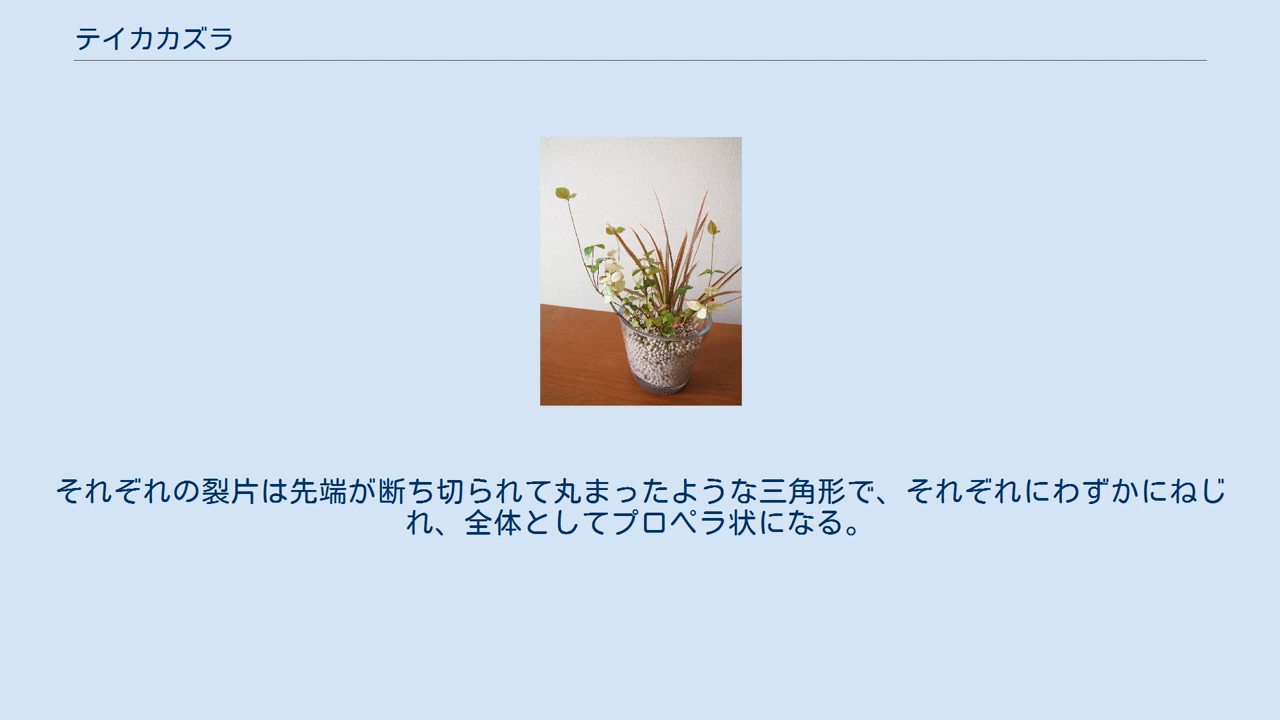 テイカカズラ
それぞれの裂片は先端が断ち切られて丸まったような三角形で、それぞれにわずかにねじ
れ、全体としてプロペラ状になる。